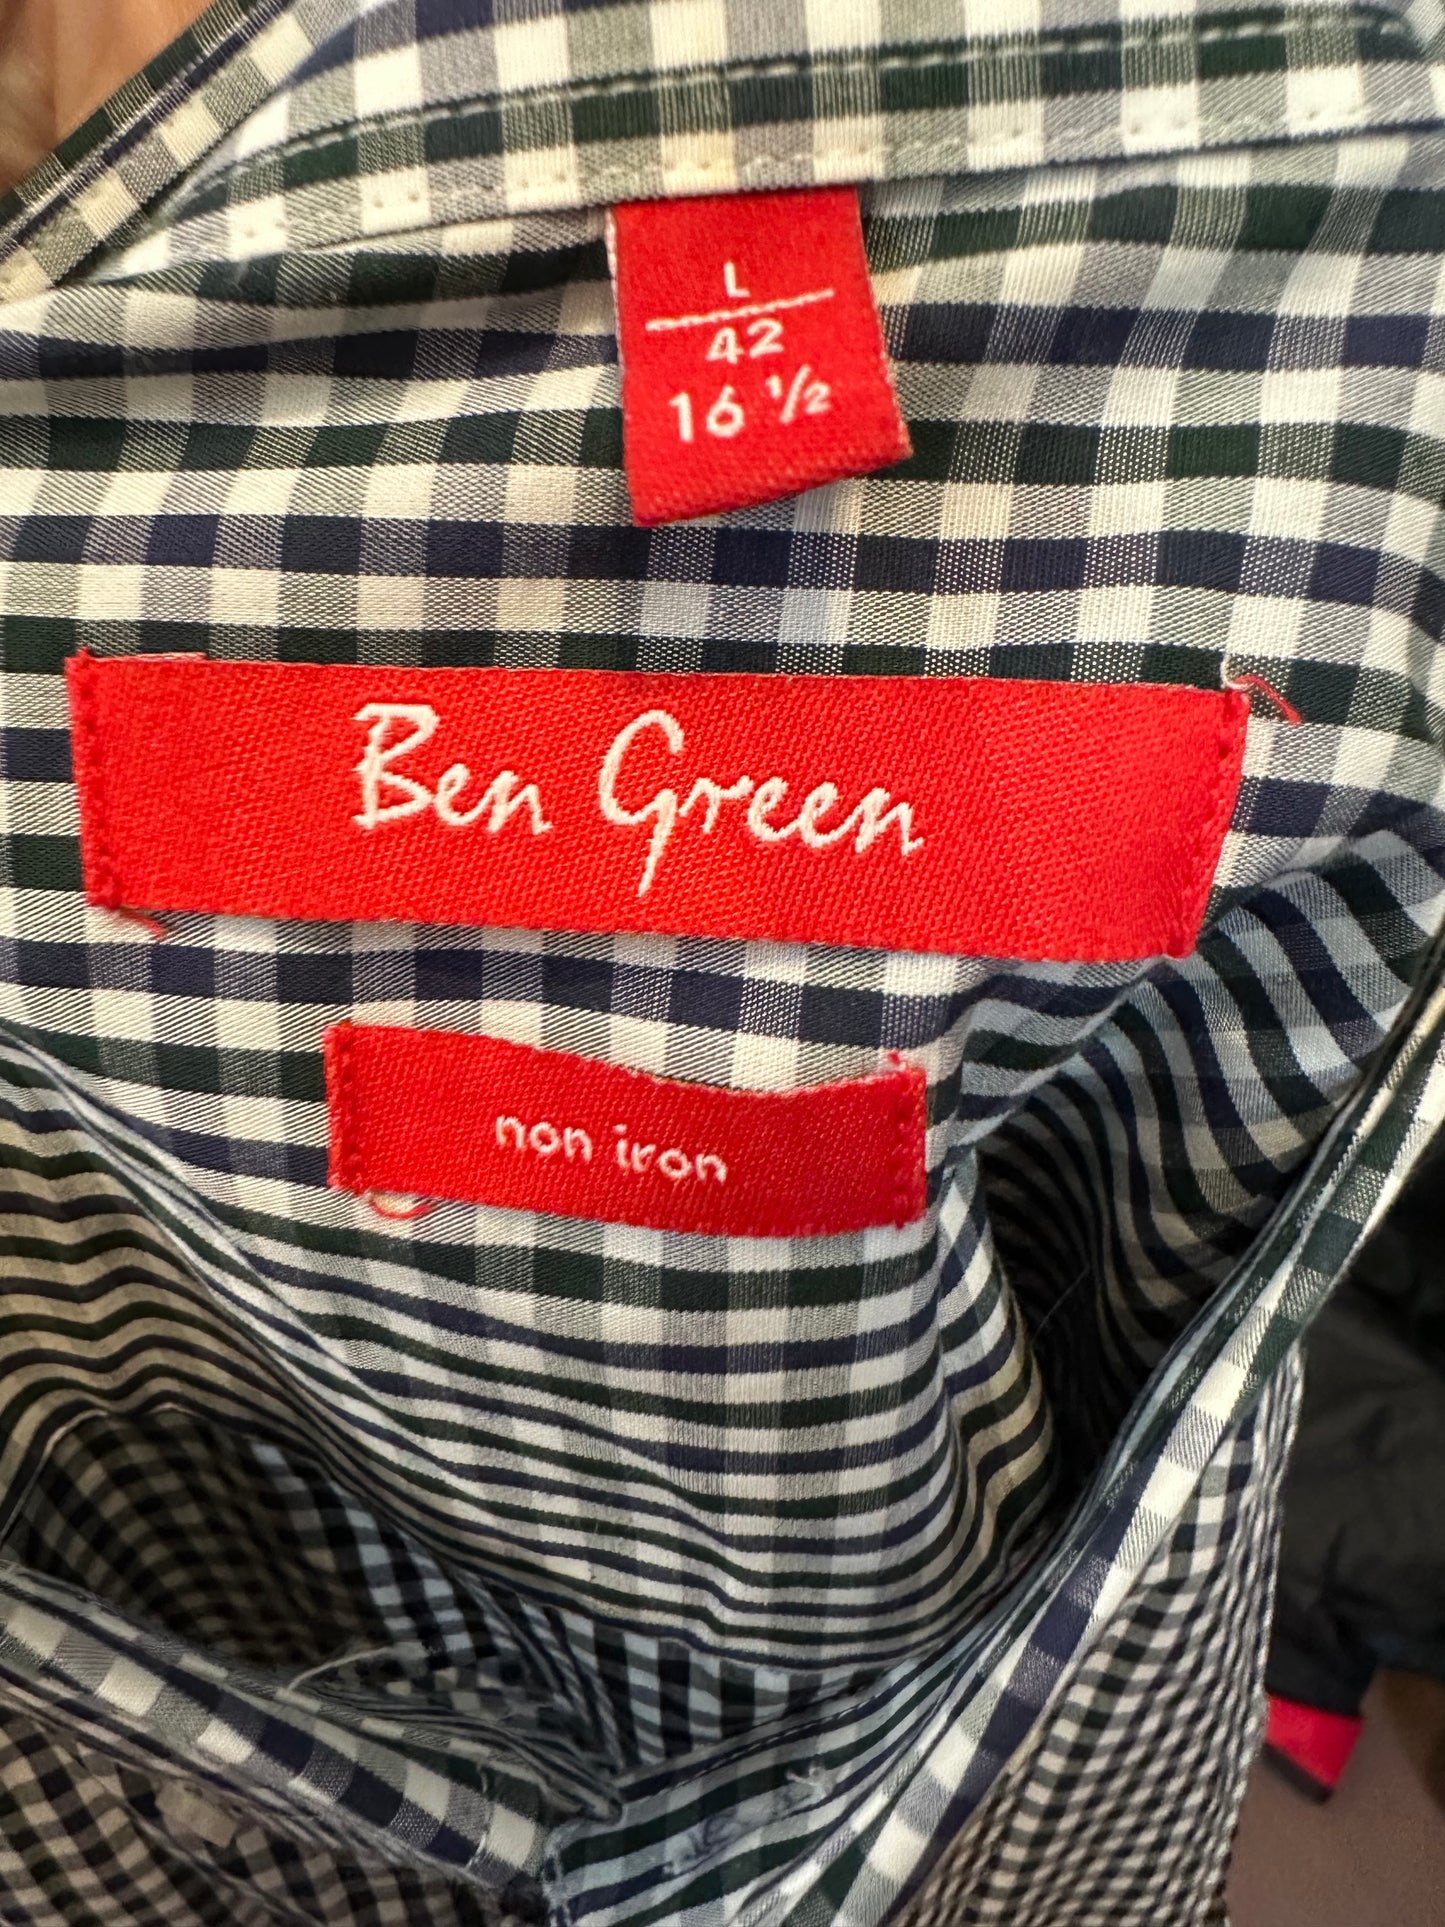 L
42
16 ½
Ben Green
non iron